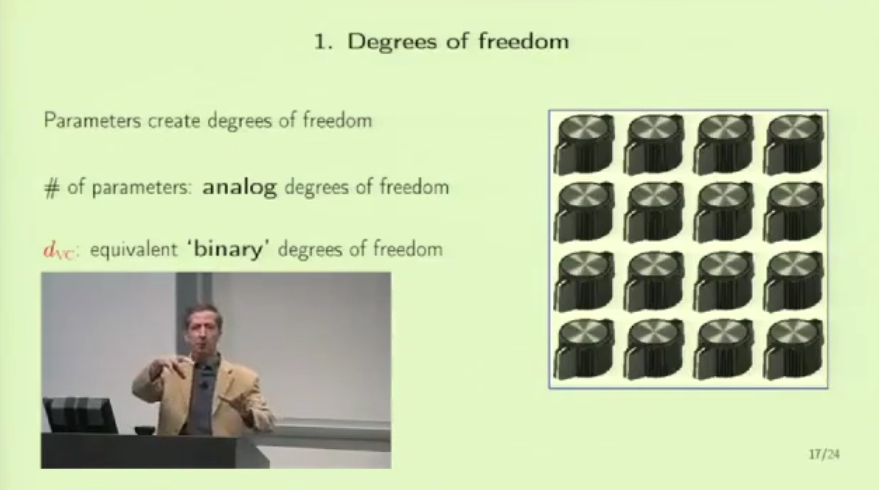 1. Degrees of freedom
Parameters create degrees of freedom
# of parameters: analog degrees of freedom
dVC: equivalent ‘binary’ degrees of freedom
17/24